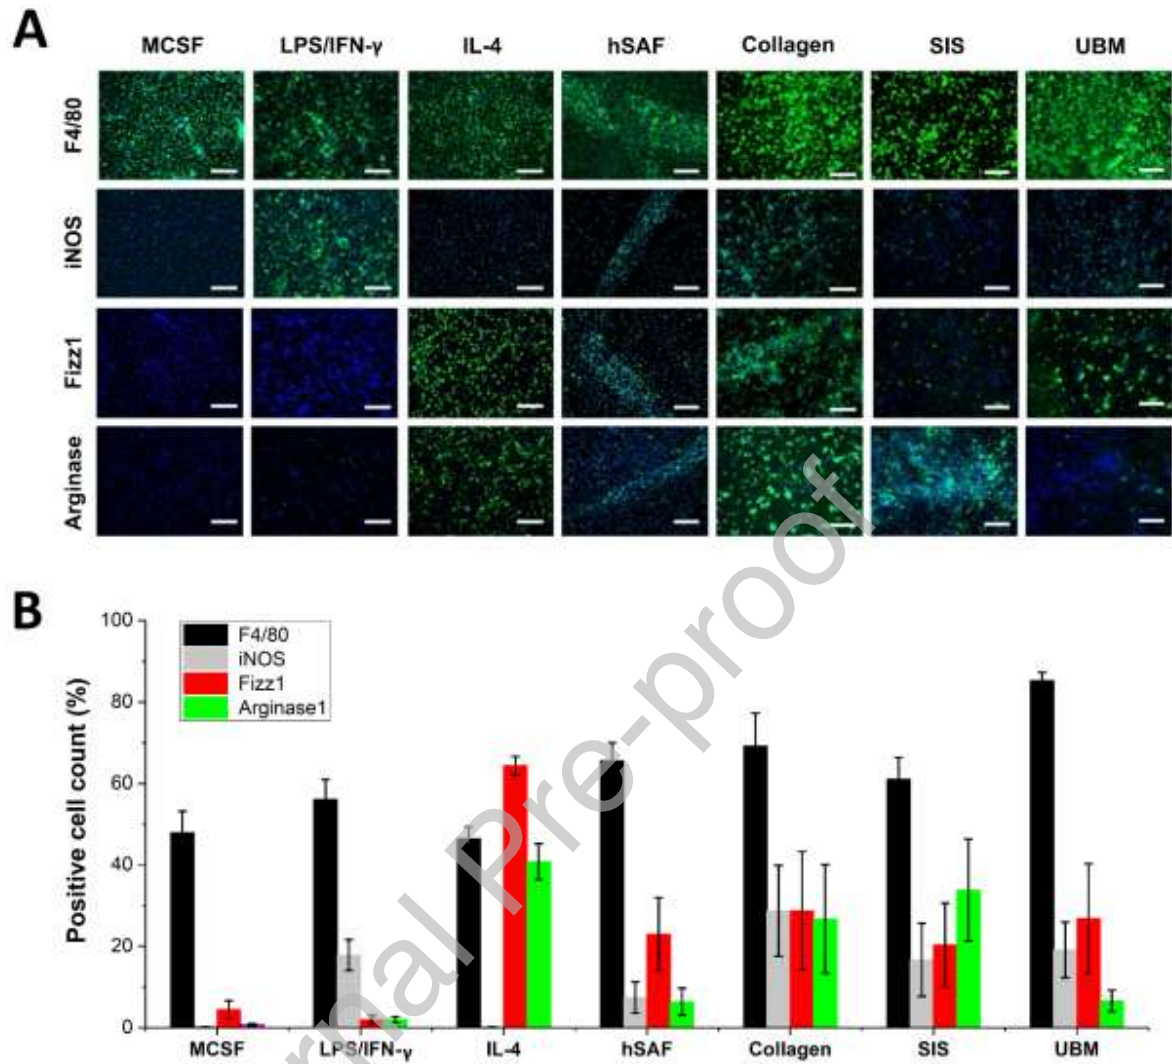 A
MCSF LPS/IFN-γ IL-4 hSAF Collagen SIS UBM
F4/80
iNOS
Fizz1
Arginase
B
Positive cell count (%)
100
80
60
40
20
0
F4/80
iNOS
Fizz1
Arginase1
MCSF LPS/IFN-γ IL-4 hSAF Collagen SIS UBM
rnal Pre-proof